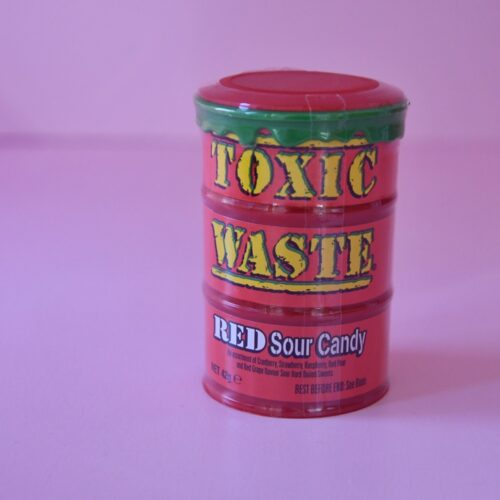 TOXIC
WASTE
RED Sour Candy
An assortment of Cranberry, Strawberry, Raspberry, Red Pear
and Red Grape flavour Sour Hard Boiled Sweets
NET 42g e
BEST BEFORE END: See Base